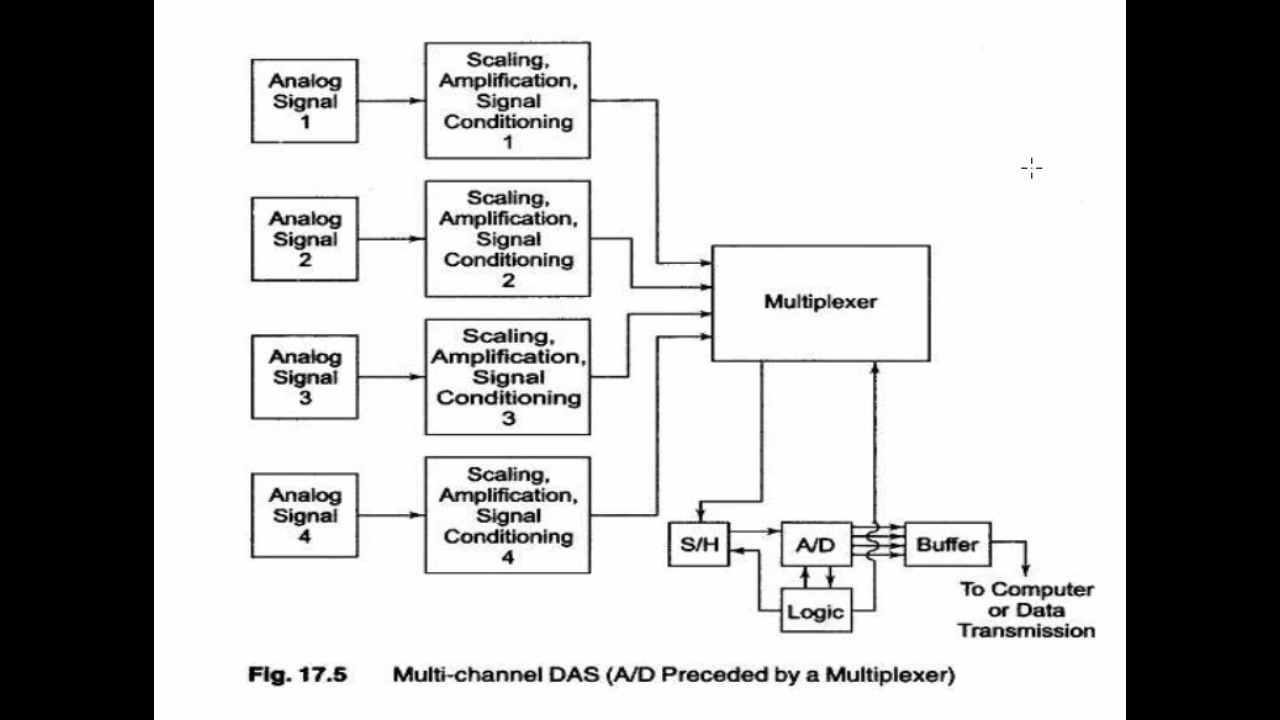 Analog
Signal
1
Scaling,
Amplification,
Signal
Conditioning
1
Analog
Signal
2
Scaling,
Amplification,
Signal
Conditioning
2
Multiplexer
Analog
Signal
3
Scaling,
Amplification,
Signal
Conditioning
3
Analog
Signal
4
Scaling,
Amplification,
Signal
Conditioning
4
S/H
A/D
Buffer
Logic
To Computer
or Data
Transmission
Fig. 17.5 Multi-channel DAS (A/D Preceded by a Multiplexer)